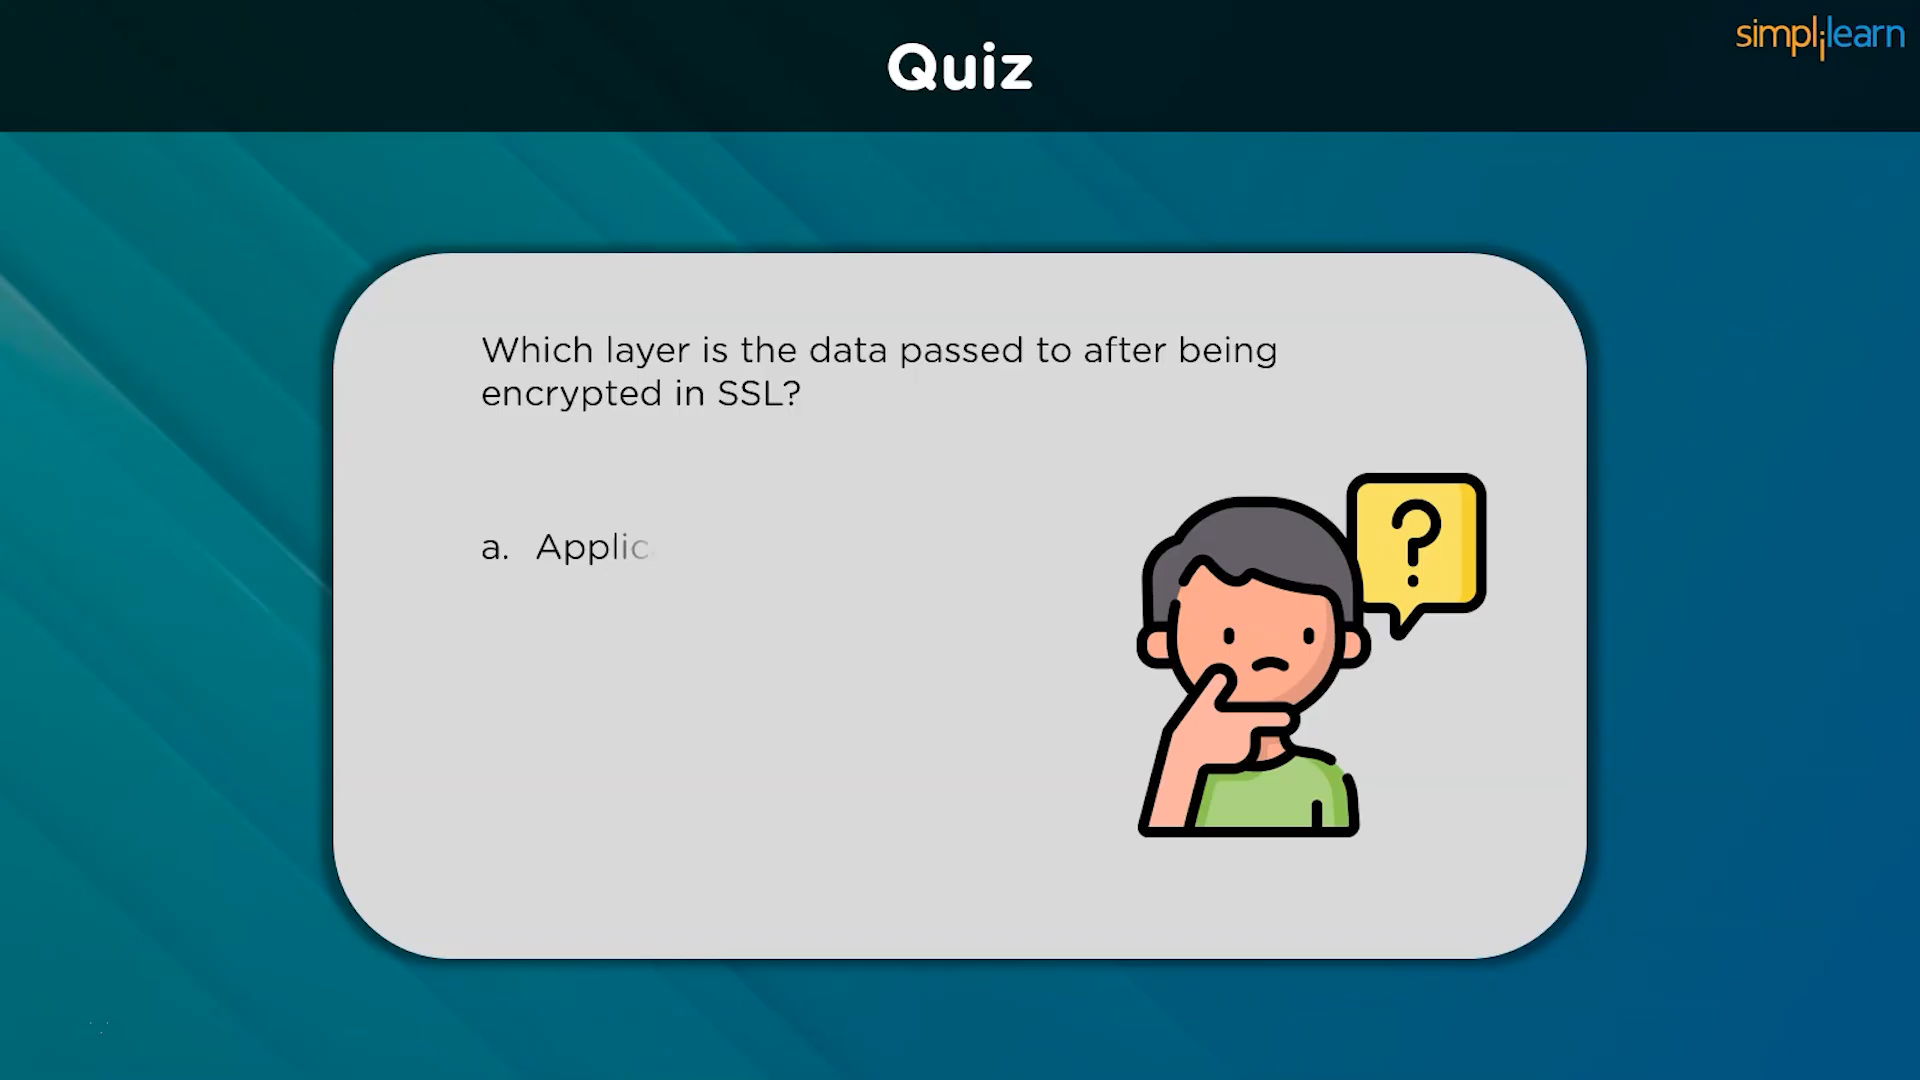 Quiz
simplilearn
Which layer is the data passed to after being
encrypted in SSL?
?
a. Applic